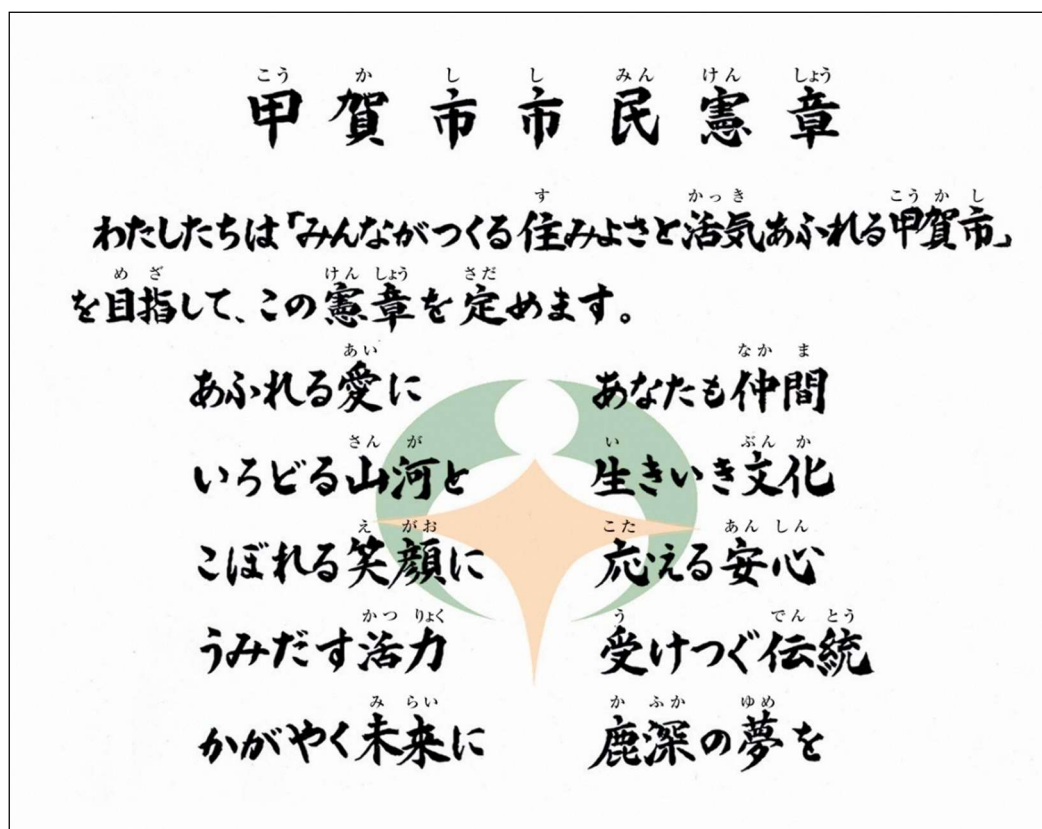 甲賀市市民憲章
わたしたちは「みんながつくる住みよさと活気あふれる甲賀市」
を目指して、この憲章を定めます。
あふれる愛に　あなたも仲間
いろどる山河と　生きいき文化
こぼれる笑顔に　応える安心
うみだす活力　受けつぐ伝統
かがやく未来に　鹿深の夢を